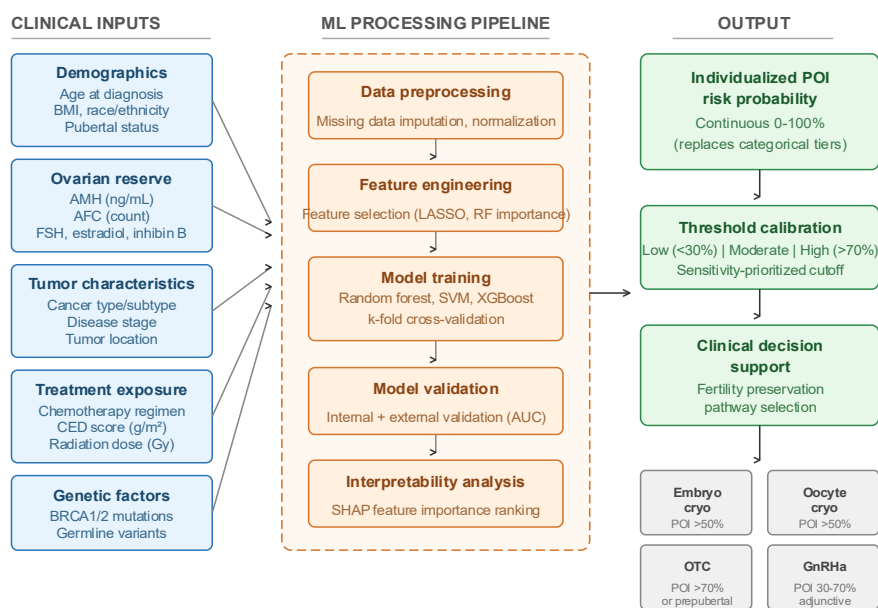 CLINICAL INPUTS
Demographics
Age at diagnosis
BMI, race/ethnicity
Pubertal status
Ovarian reserve
AMH (ng/mL)
AFC (count)
FSH, estradiol, inhibin B
Tumor characteristics
Cancer type/subtype
Disease stage
Tumor location
Treatment exposure
Chemotherapy regimen
CED score (g/m²)
Radiation dose (Gy)
Genetic factors
BRCA1/2 mutations
Germline variants
ML PROCESSING PIPELINE
Data preprocessing
Missing data imputation, normalization
Feature engineering
Feature selection (LASSO, RF importance)
Model training
Random forest, SVM, XGBoost
k-fold cross-validation
Model validation
Internal + external validation (AUC)
Interpretability analysis
SHAP feature importance ranking
OUTPUT
Individualized POI
risk probability
Continuous 0-100%
(replaces categorical tiers)
Threshold calibration
Low (<30%) | Moderate | High (>70%)
Sensitivity-prioritized cutoff
Clinical decision
support
Fertility preservation
pathway selection
Embryo
cryo
POI >50%
Oocyte
cryo
POI >50%
OTC
POI >70%
or prepubertal
GnRHa
POI 30-70%
adjunctive